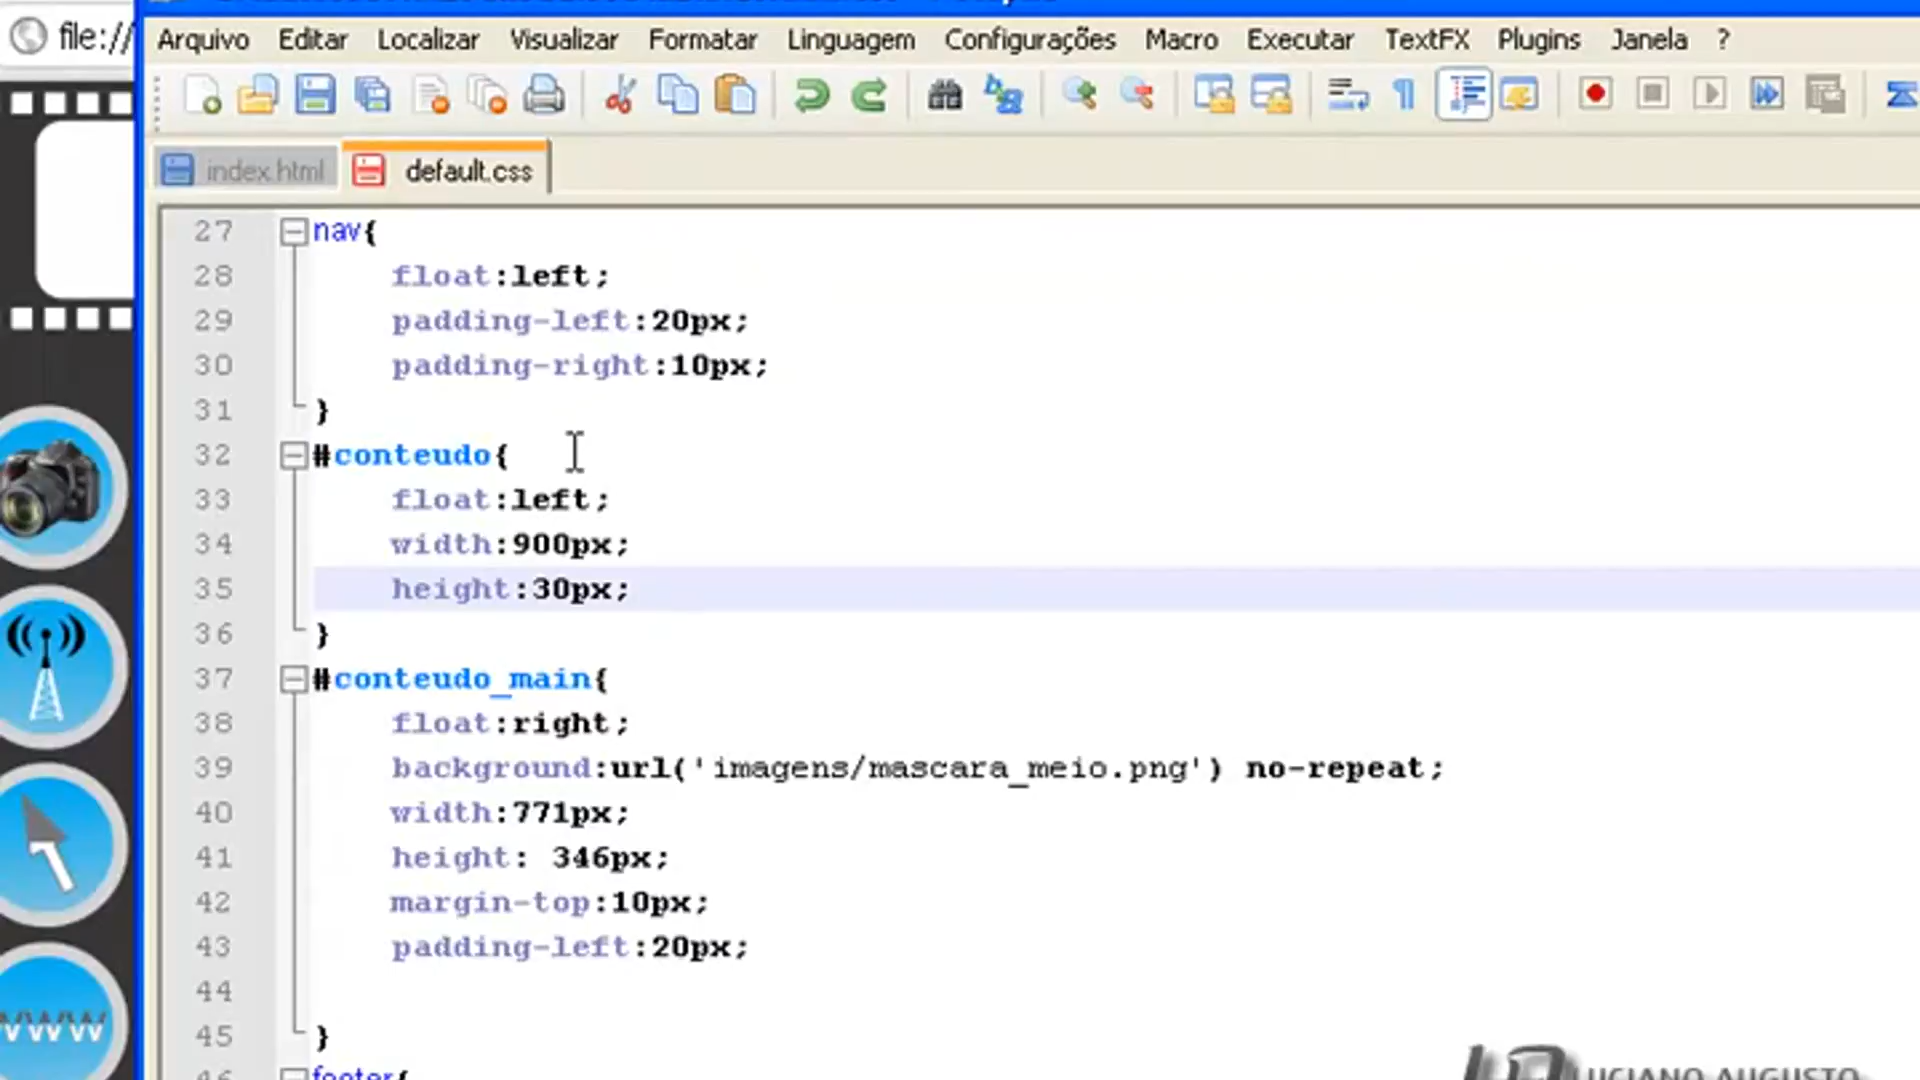 file://
Arquivo Editar Localizar Visualizar Formatar Linguagem Configurações Macro Executar TextFX Plugins Janela ?
index.html default.css
27 nav{
28 float:left;
29 padding-left:20px;
30 padding-right:10px;
31 }
32 #conteudo{
33 float:left;
34 width:900px;
35 height:30px;
36 }
37 #conteudo_main{
38 float:right;
39 background:url('imagens/mascara_meio.png') no-repeat;
40 width:771px;
41 height: 346px;
42 margin-top:10px;
43 padding-left:20px;
44
45 }
46 footer{
www
LUCIANO AUGUSTO